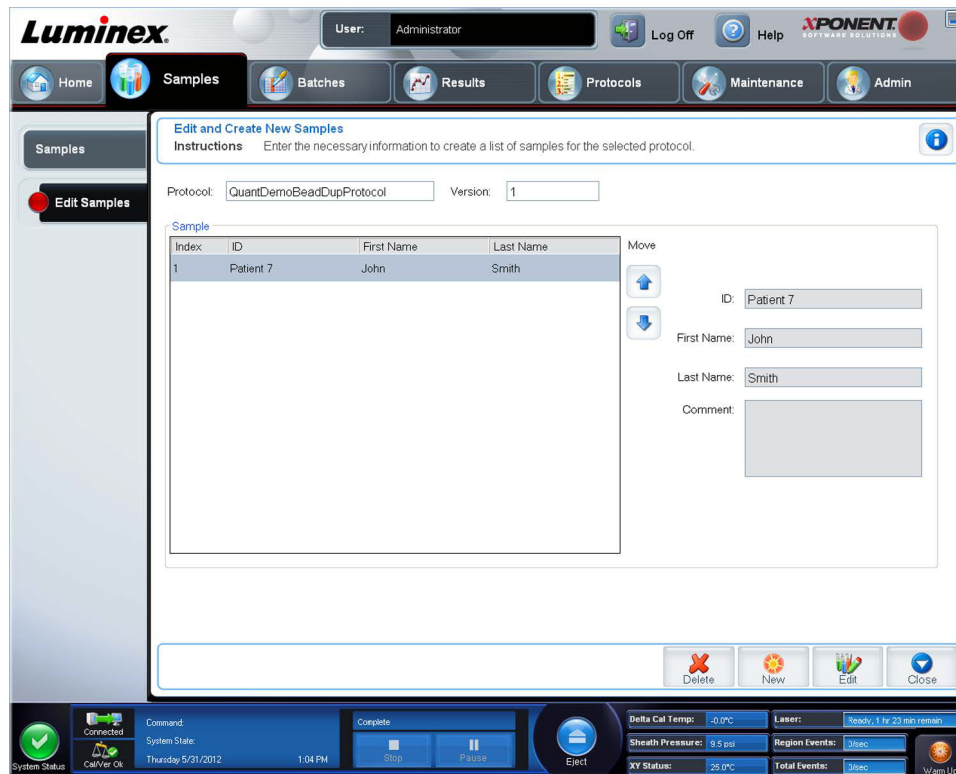 Luminex.
User: Administrator
Log Off
Help
XPONENT.
SOFTWARE SOLUTIONS
Home
Samples
Batches
Results
Protocols
Maintenance
Admin
Samples
Edit Samples
Edit and Create New Samples
Instructions Enter the necessary information to create a list of samples for the selected protocol.
Protocol: QuantDemoBeadDupProtocol Version: 1
Sample
Index ID First Name Last Name
1 Patient 7 John Smith
Move
ID: Patient 7
First Name: John
Last Name: Smith
Comment:
Delete
New
Edit
Close
System Status
Connected
Cal/Ver Ok
Command:
System State:
Thursday 5/31/2012 1:04 PM
Complete
Stop
Pause
Eject
Delta Cal Temp: -0.0°C
Sheath Pressure: 9.5 psi
XY Status: 25.0°C
Laser: Ready, 1 hr 23 min remain
Region Events: 0/sec
Total Events: 0/sec
Warm Up